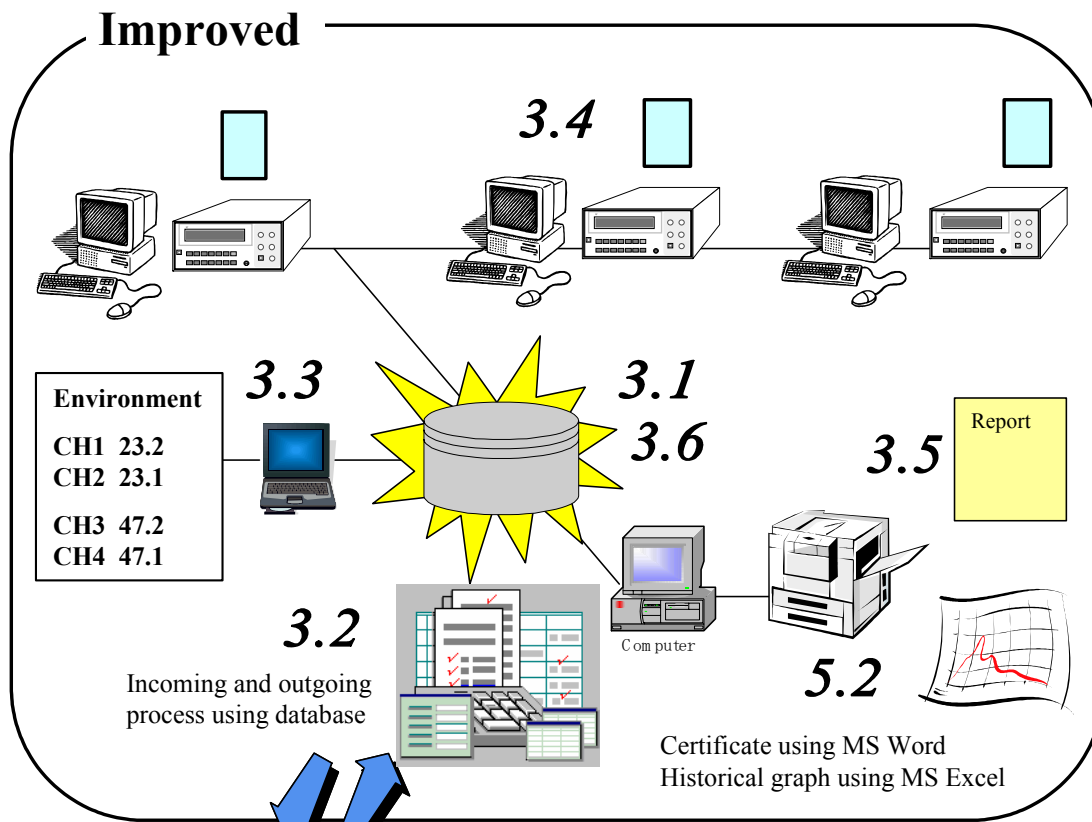 Improved
3.4
3.3
3.1
3.6
Environment
CH1 23.2
CH2 23.1
CH3 47.2
CH4 47.1
3.5
Report
3.2
Computer
5.2
Incoming and outgoing
process using database
Certificate using MS Word
Historical graph using MS Excel